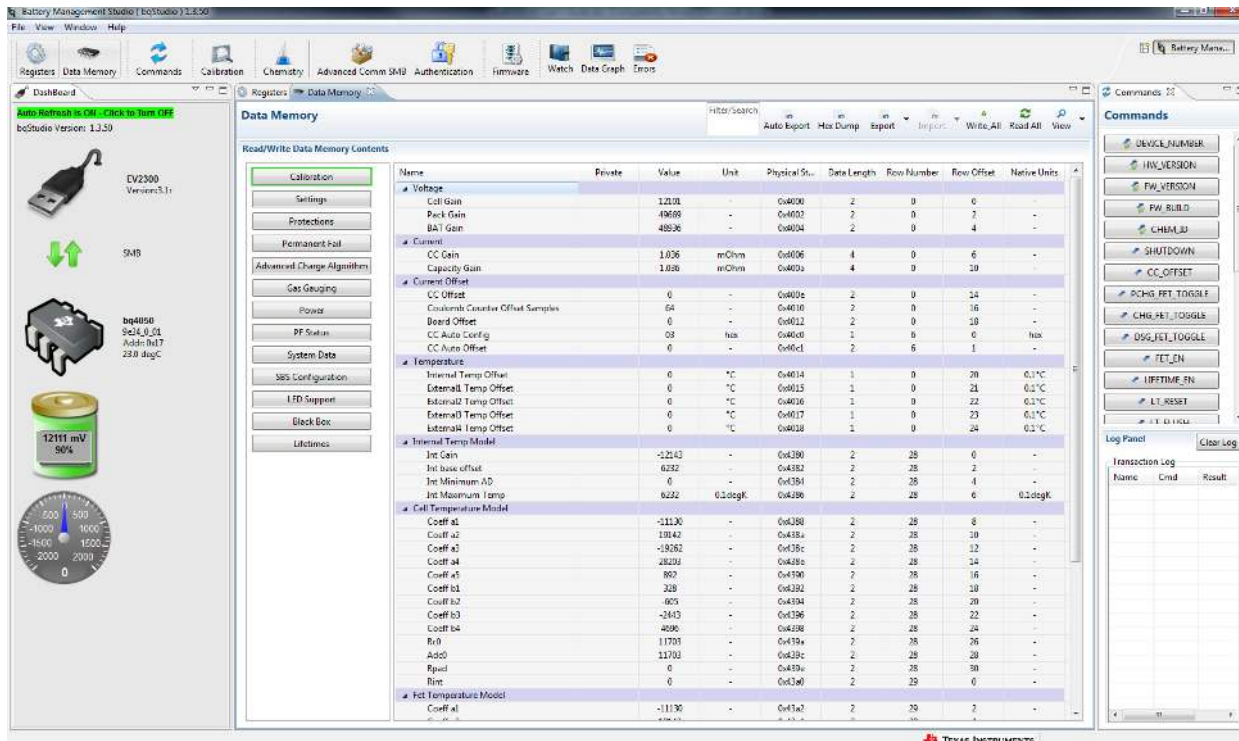 Battery Management Studio ( bqStudio ) 1.3.50
File View Window Help
Registers Data Memory Commands Calibration Chemistry Advanced Comm SMB Authentication Firmware Watch Data Graph Errors
Battery Mana...
DashBoard
Registers Data Memory
Commands
Auto Refresh is ON - Click to Turn OFF
bqStudio Version: 1.3.50
EV2300
SMB
bq4050
9e34_0_01
Addr: 0x17
23.0 degC
12111 mV
90%
500 500
-1000 1000
-1500 1500
-2000 2000
0
Data Memory
Filter/Search
Auto Export Hex Dump Export Import Write_All Read All View
Read/Write Data Memory Contents
Calibration
Settings
Protections
Permanent Fail
Advanced Charge Algorithm
Gas Gauging
Power
PF Status
System Data
SBS Configuration
LED Support
Black Box
Lifetimes
Name Private Value Unit Physical St... Data Length Row Number Row Offset Native Units
Voltage
Cell Gain 12101 - 0x4000 2 0 0 -
Pack Gain 49669 - 0x4002 2 0 2 -
BAT Gain 48936 - 0x4004 2 0 4 -
Current
CC Gain 1.036 mOhm 0x4006 4 0 6 -
Capacity Gain 1.036 mOhm 0x400a 4 0 10 -
Current Offset
CC Offset 0 - 0x400e 2 0 14 -
Coulomb Counter Offset Samples 64 - 0x4010 2 0 16 -
Board Offset 0 - 0x4012 2 0 18 -
CC Auto Config 03 hex 0x40c0 1 6 0 hex
CC Auto Offset 0 - 0x40c1 2 6 1 -
Temperature
Internal Temp Offset 0 °C 0x4014 1 0 20 0.1°C
External1 Temp Offset 0 °C 0x4015 1 0 21 0.1°C
External2 Temp Offset 0 °C 0x4016 1 0 22 0.1°C
External3 Temp Offset 0 °C 0x4017 1 0 23 0.1°C
External4 Temp Offset 0 °C 0x4018 1 0 24 0.1°C
Internal Temp Model
Int Gain -12143 - 0x4380 2 28 0 -
Int base offset 6232 - 0x4382 2 28 2 -
Int Minimum AD 0 - 0x4384 2 28 4 -
Int Maximum Temp 6232 0.1degK 0x4386 2 28 6 0.1degK
Cell Temperature Model
Coeff a1 -11130 - 0x4388 2 28 8 -
Coeff a2 19142 - 0x438a 2 28 10 -
Coeff a3 -19262 - 0x438c 2 28 12 -
Coeff a4 28203 - 0x438e 2 28 14 -
Coeff a5 892 - 0x4390 2 28 16 -
Coeff b1 328 - 0x4392 2 28 18 -
Coeff b2 -605 - 0x4394 2 28 20 -
Coeff b3 -2443 - 0x4396 2 28 22 -
Coeff b4 4696 - 0x4398 2 28 24 -
Rc0 11703 - 0x439a 2 28 26 -
Adc0 11703 - 0x439c 2 28 28 -
Rpad 0 - 0x439e 2 28 30 -
Rint 0 - 0x43a0 2 29 0 -
Fet Temperature Model
Coeff a1 -11130 - 0x43a2 2 29 2 -
Commands
DEVICE_NUMBER
HW_VERSION
FW_VERSION
FW_BUILD
CHEM_ID
SHUTDOWN
CC_OFFSET
PCHG_FET_TOGGLE
CHG_FET_TOGGLE
DSG_FET_TOGGLE
FET_EN
LIFETIME_EN
LT_RESET
Log Panel Clear Log
Transaction Log
Name Cmd Result
TEXAS INSTRUMENTS